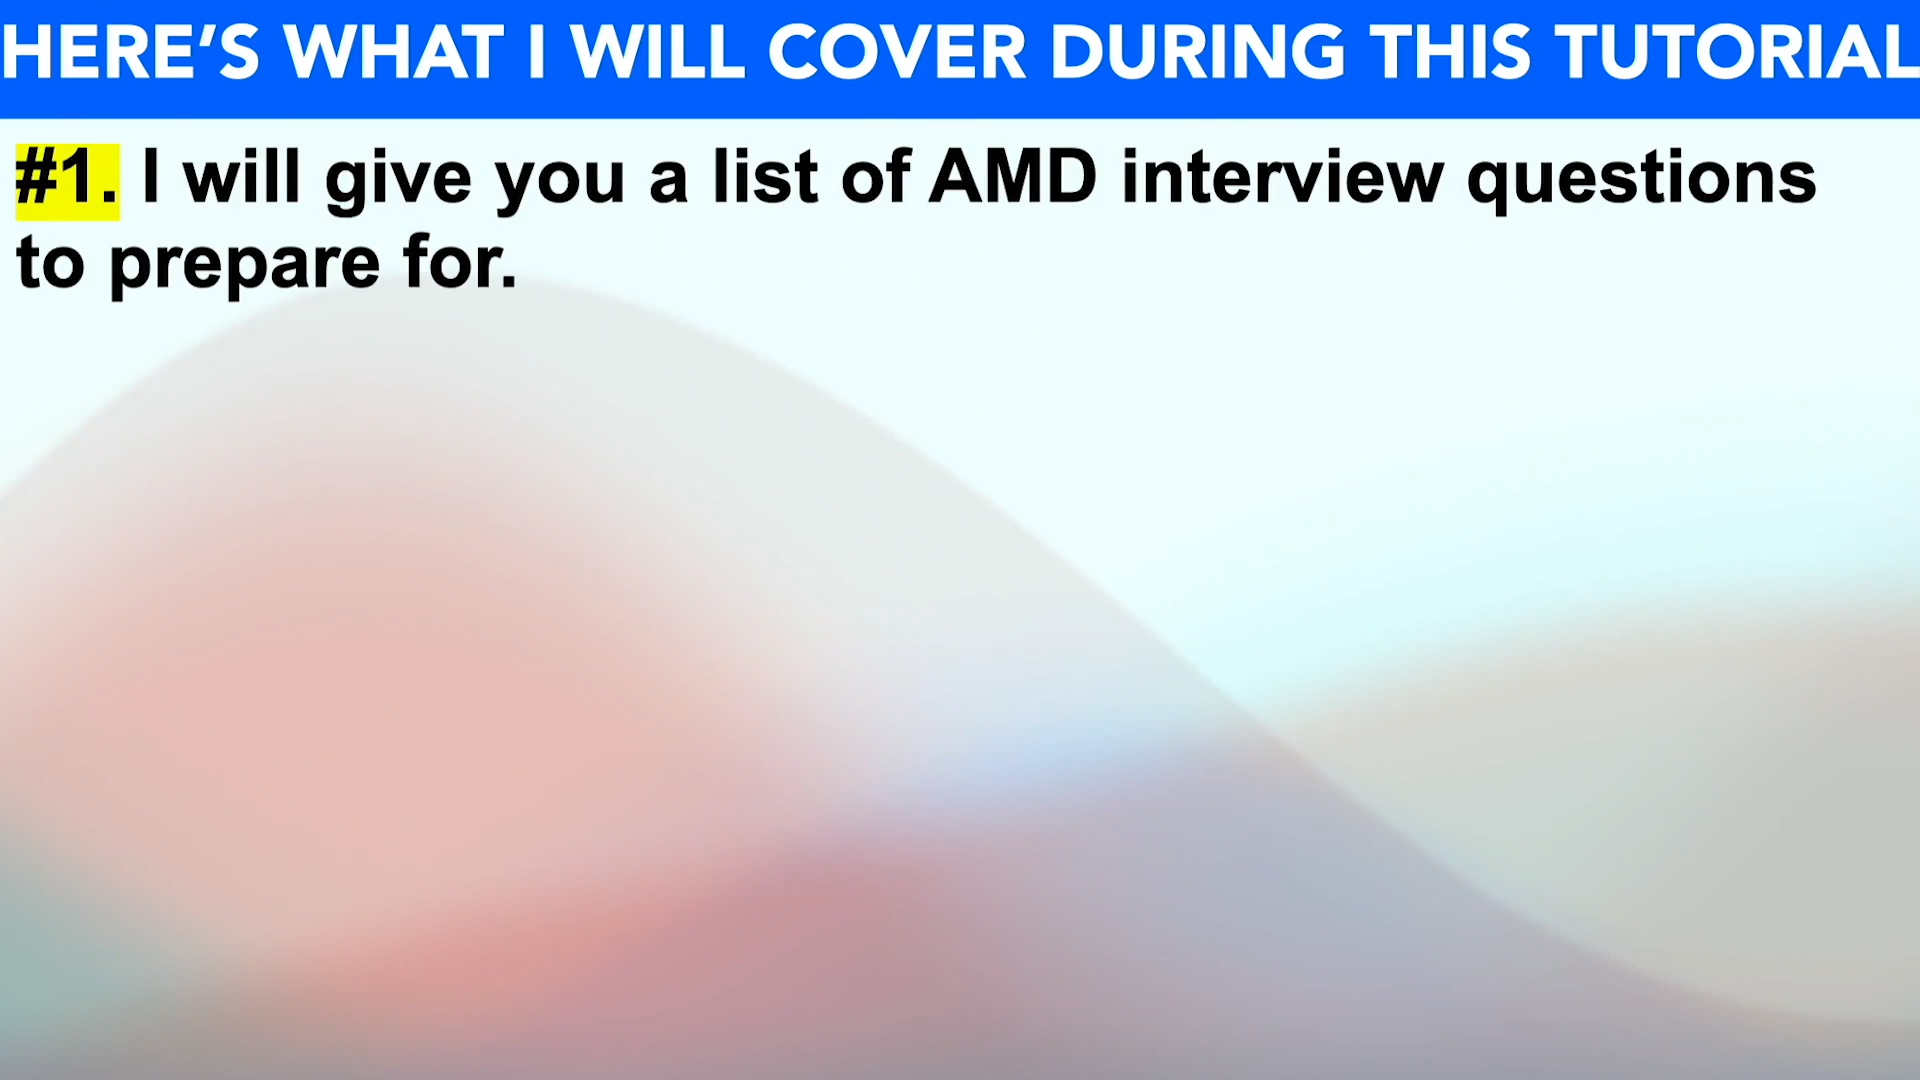 HERE’S WHAT I WILL COVER DURING THIS TUTORIAL
#1. I will give you a list of AMD interview questions
to prepare for.